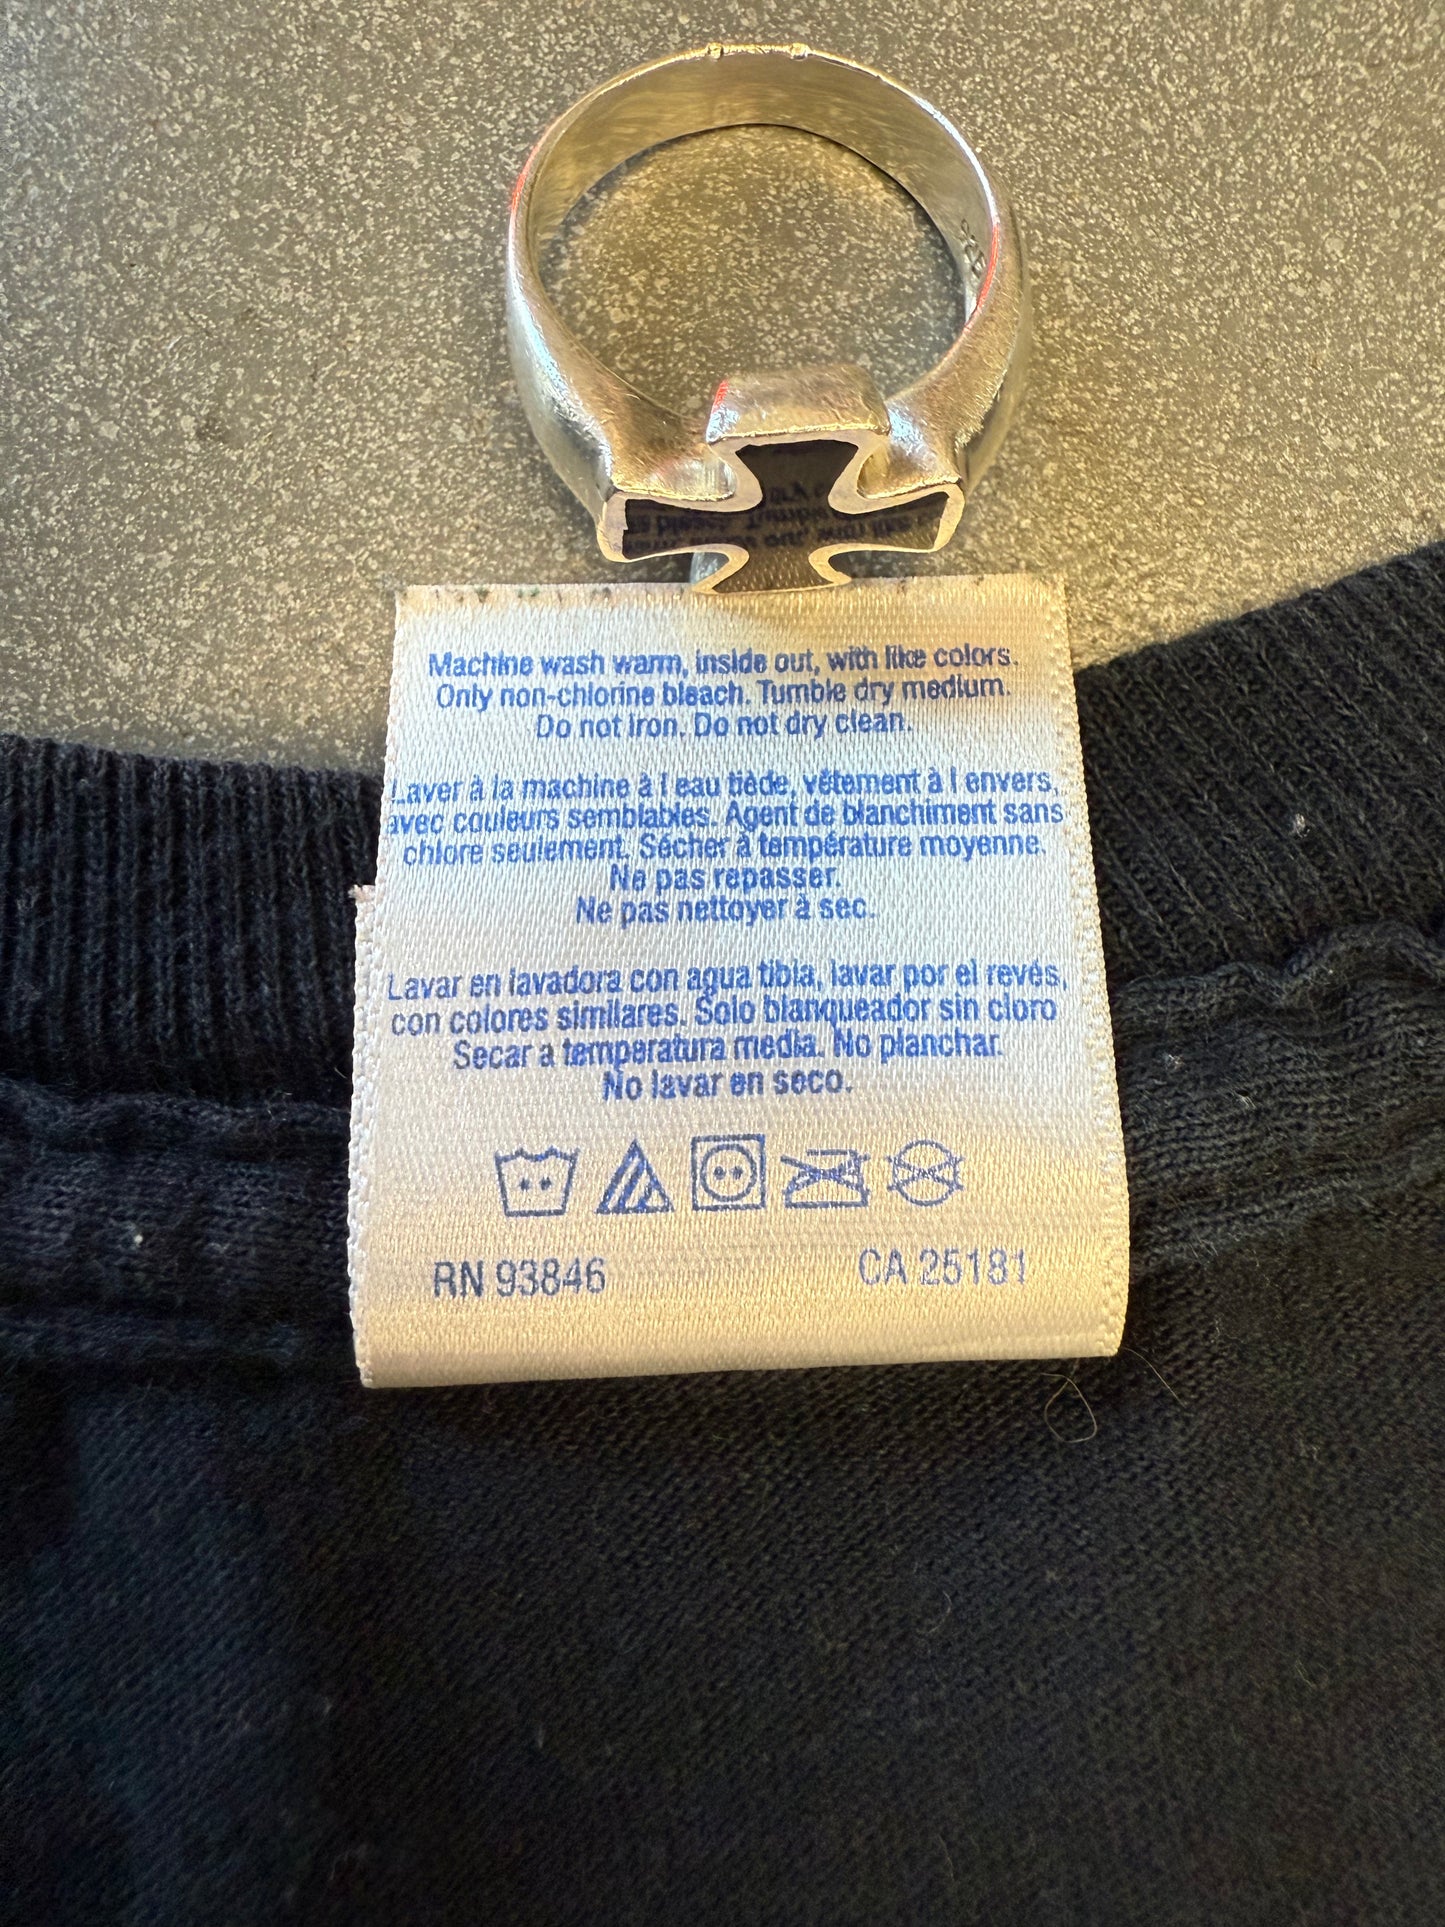 Machine wash warm, inside out, with like colors.
Only non-chlorine bleach. Tumble dry medium.
Do not iron. Do not dry clean.
Laver à la machine à l eau tiède, vêtement à l envers,
avec couleurs semblables. Agent de blanchiment sans
chlore seulement. Sécher à température moyenne.
Ne pas repasser.
Ne pas nettoyer à sec.
Lavar en lavadora con agua tibia, lavar por el revés,
con colores similares. Solo blanqueador sin cloro
Secar a temperatura media. No planchar.
No lavar en seco.
RN 93846 CA 25181